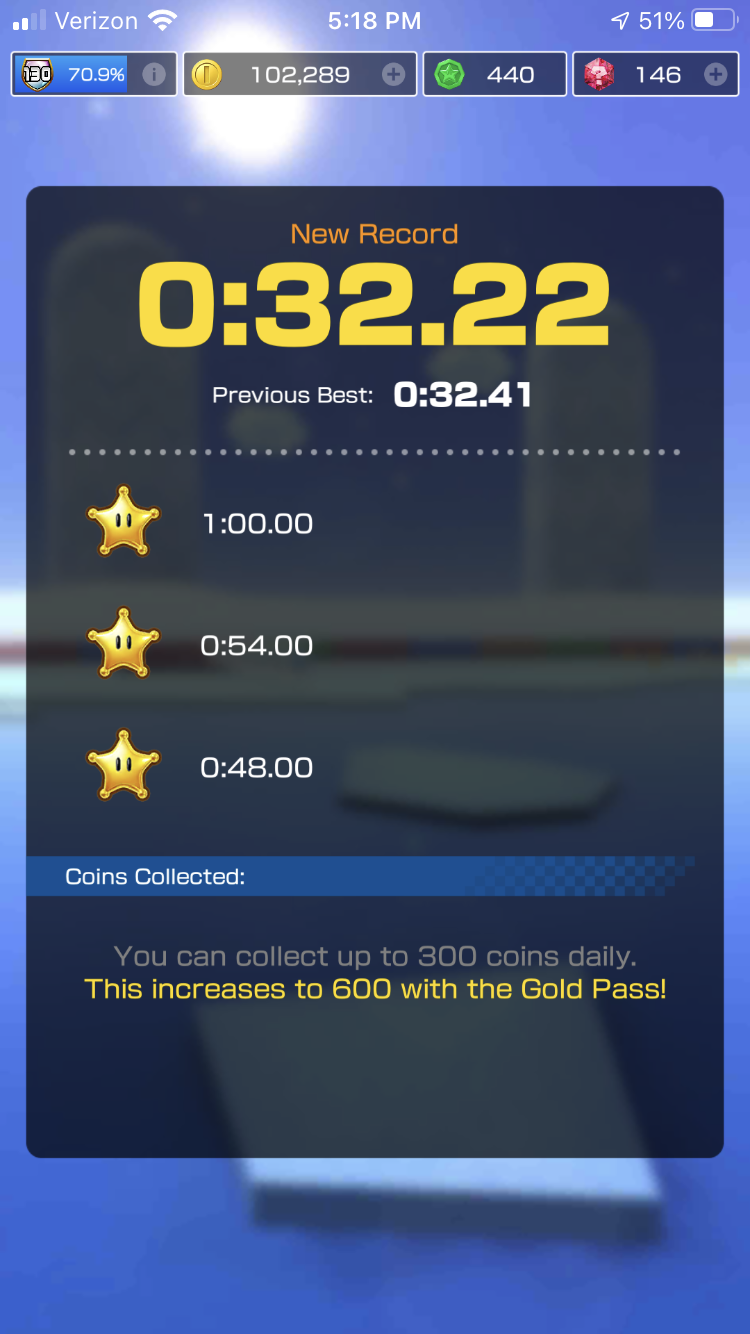 Verizon 5:18 PM 51%
130 70.9% i 102,289 + 440 ? 146 +
New Record
0:32.22
Previous Best: 0:32.41
1:00.00
0:54.00
0:48.00
Coins Collected:
You can collect up to 300 coins daily.
This increases to 600 with the Gold Pass!